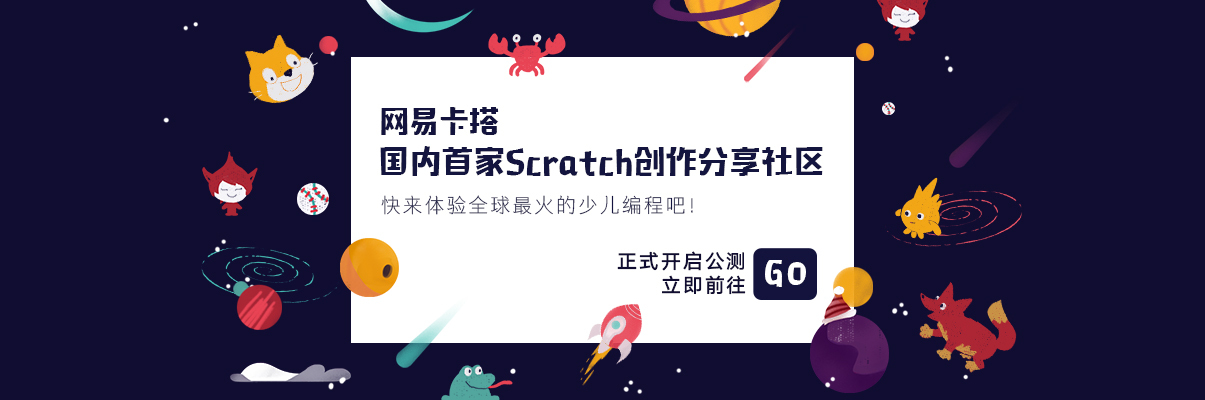 网易卡搭
国内首家Scratch创作分享社区
快来体验全球最火的少儿编程吧!
正式开启公测
立即前往
GO